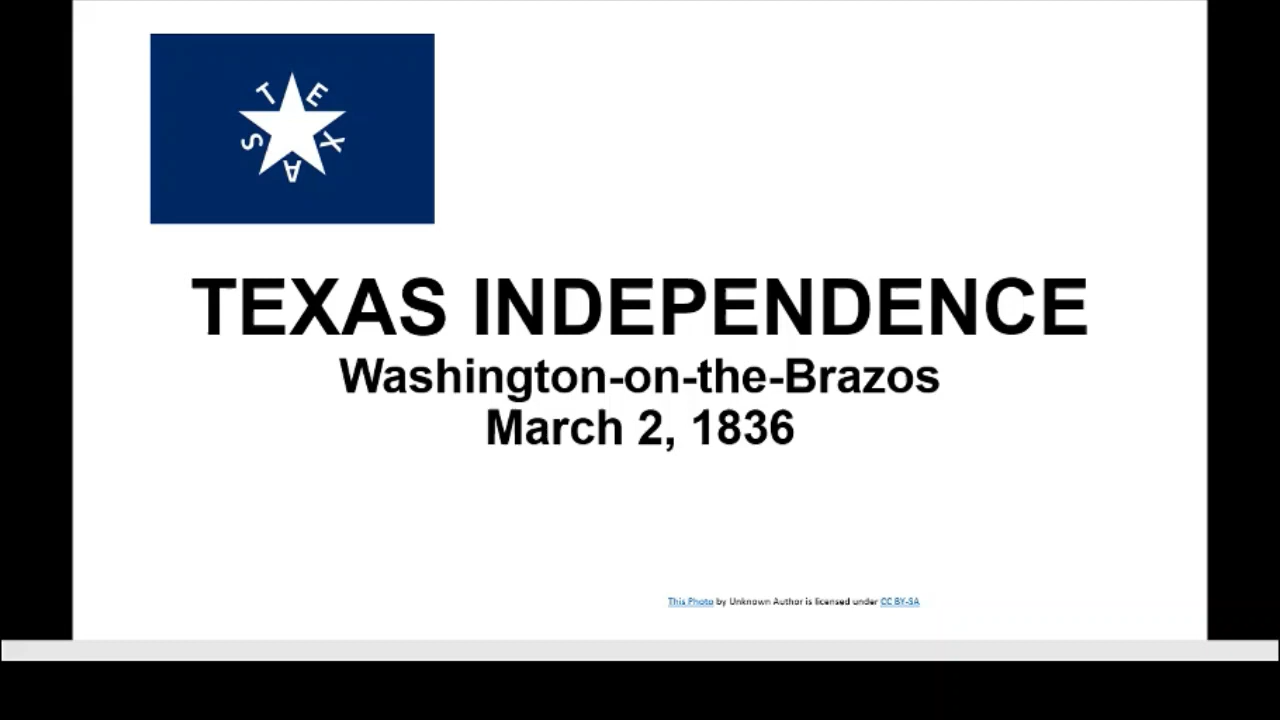 TEXAS
TEXAS INDEPENDENCE
Washington-on-the-Brazos
March 2, 1836
This Photo by Unknown Author is licensed under CC BY-SA